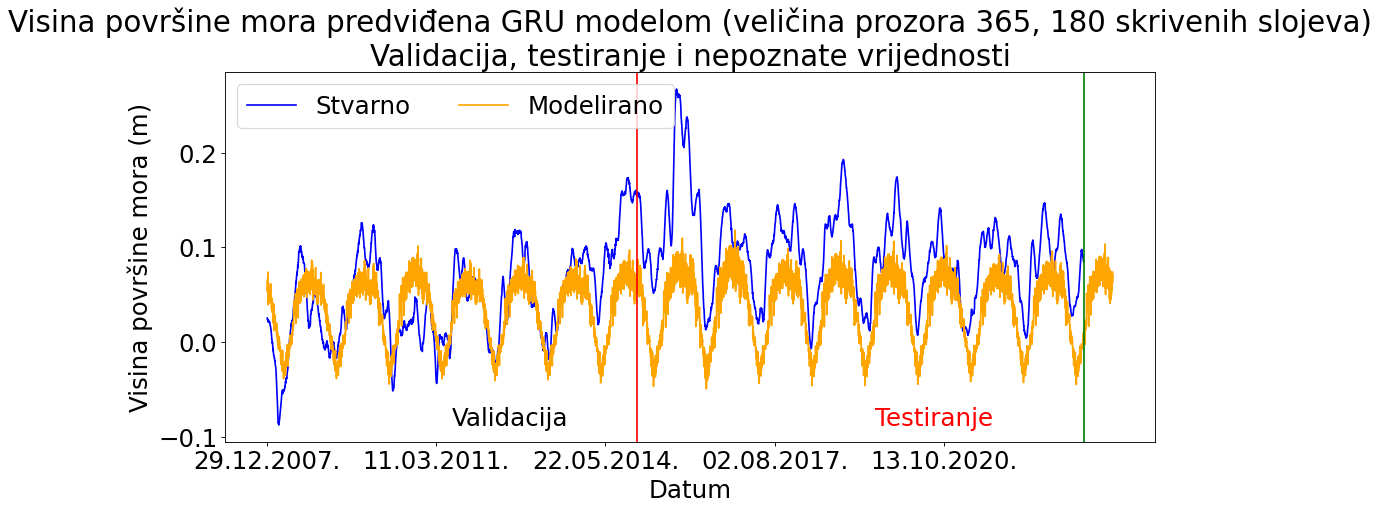 Visina površine mora predviđena GRU modelom (veličina prozora 365, 180 skrivenih slojeva)
Validacija, testiranje i nepoznate vrijednosti
Stvarno
Modelirano
Visina površine mora (m)
0.2
0.1
0.0
−0.1
Validacija
Testiranje
29.12.2007.
11.03.2011.
22.05.2014.
02.08.2017.
13.10.2020.
Datum